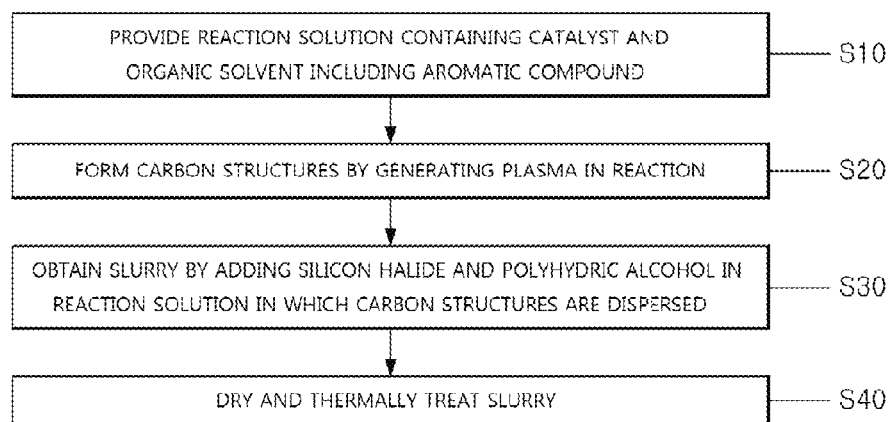 PROVIDE REACTION SOLUTION CONTAINING CATALYST AND
ORGANIC SOLVENT INCLUDING AROMATIC COMPOUND
S10
FORM CARBON STRUCTURES BY GENERATING PLASMA IN REACTION
S20
OBTAIN SLURRY BY ADDING SILICON HALIDE AND POLYHYDRIC ALCOHOL IN
REACTION SOLUTION IN WHICH CARBON STRUCTURES ARE DISPERSED
S30
DRY AND THERMALLY TREAT SLURRY
S40